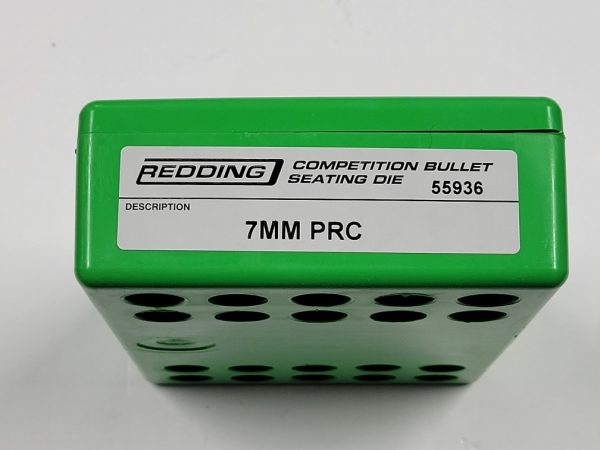 REDDING
COMPETITION BULLET
SEATING DIE 55936
DESCRIPTION
7MM PRC